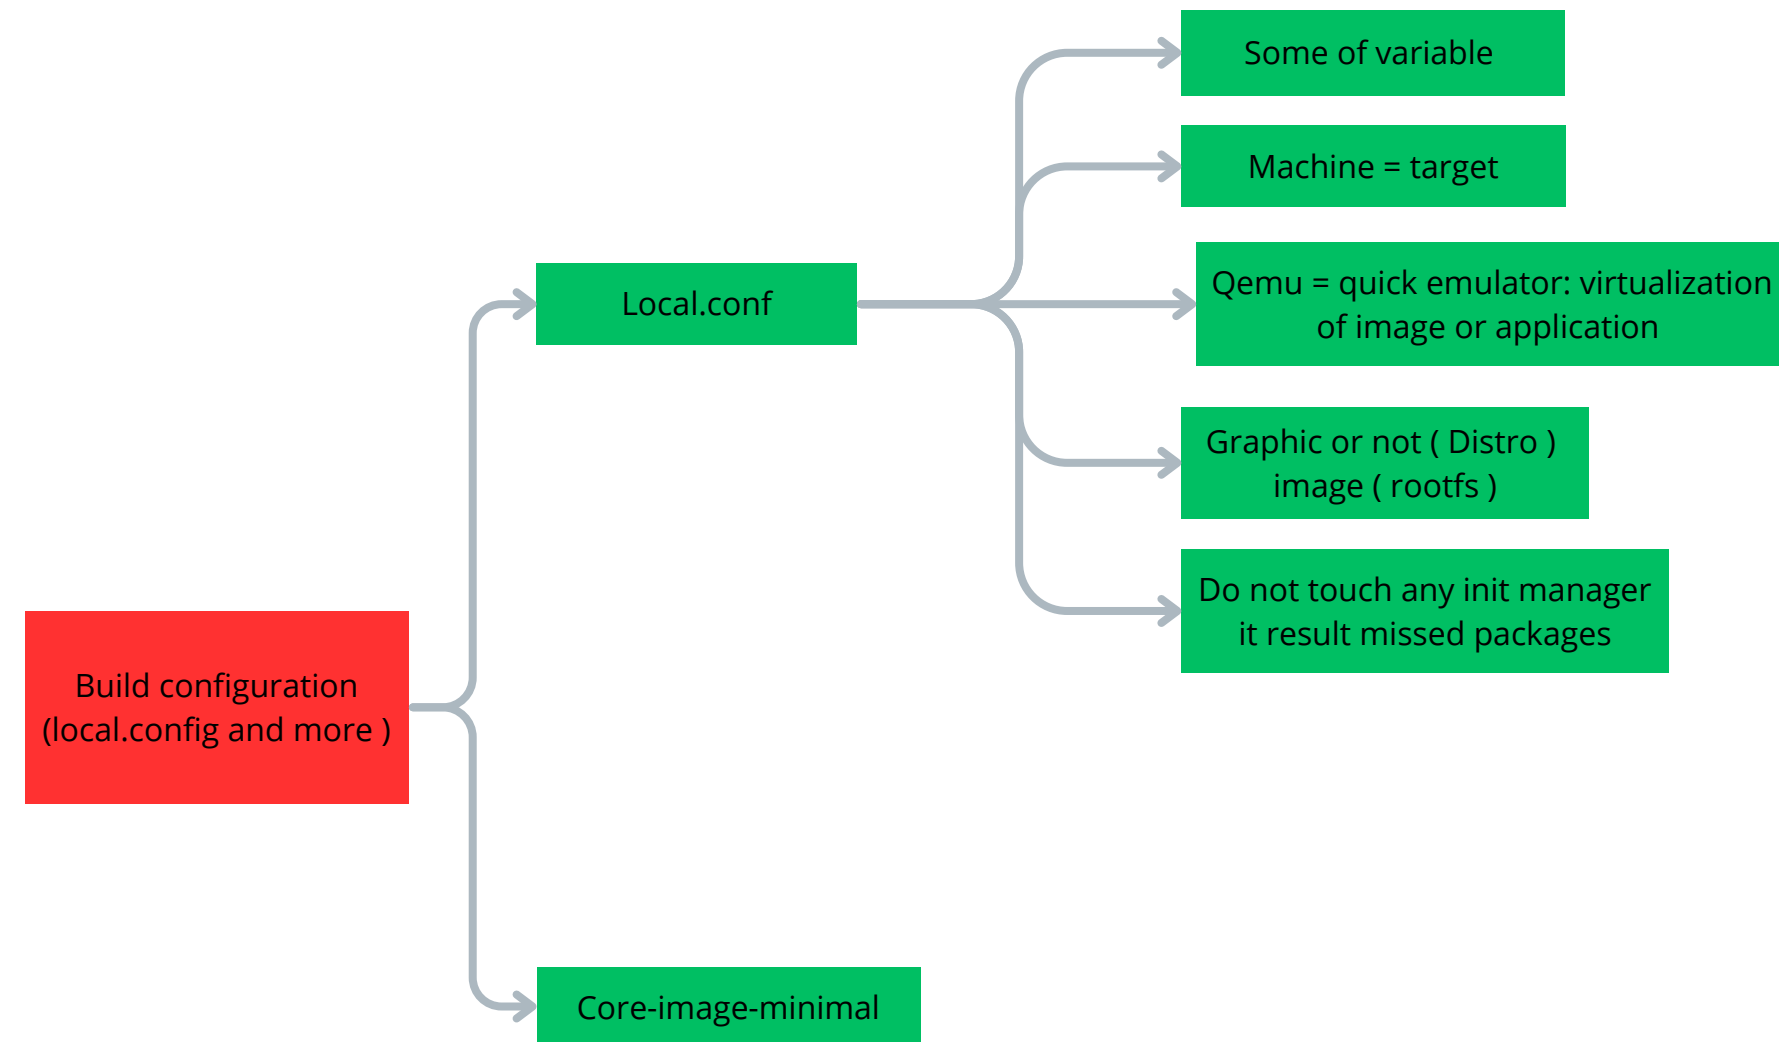 Some of variable
Machine = target
Qemu = quick emulator: virtualization
of image or application
Local.conf
Graphic or not ( Distro )
image ( rootfs )
Do not touch any init manager
it result missed packages
Build configuration
(local.config and more )
Core-image-minimal